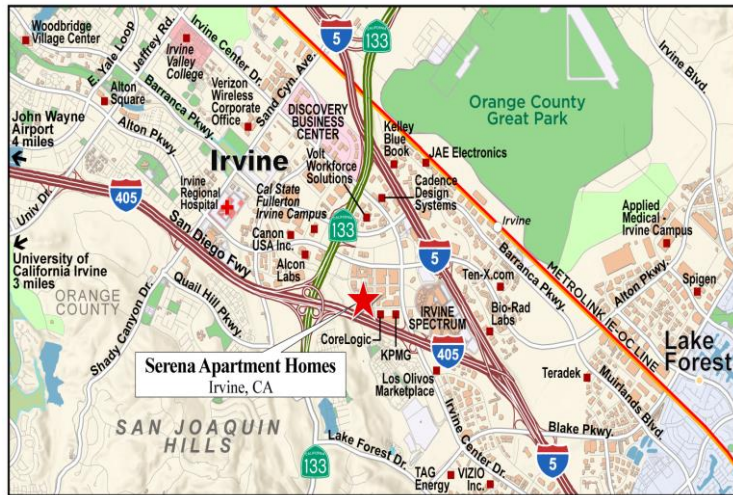 Woodbridge
Village Center
E. Yale Loop
Jeffrey Rd.
Irvine
Valley
College
Irvine
Center Dr.
Sand Cyn. Ave.
5
CALIFORNIA
133
Irvine Blvd.
Alton
Square
Barranca Pkwy.
Verizon
Wireless
Corporate
Office
DISCOVERY
BUSINESS
CENTER
Orange County
Great Park
John Wayne
Airport
4 miles
Alton Pkwy.
Irvine
Kelley
Blue
Book
JAE Electronics
Volt
Workforce
Solutions
Cadence
Design
Systems
405
Univ Dr.
Irvine
Regional
Hospital
Cal State
Fullerton
Irvine Campus
CALIFORNIA
133
Irvine
Applied
Medical -
Irvine Campus
San Diego Fwy
Canon
USA Inc.
Alcon
Labs
5
Barranca
Pkwy.
University of
California Irvine
3 miles
ORANGE
COUNTY
Quail Hill Pkwy.
Shady Canyon Dr.
Ten-X.com
Alton Pkwy.
Spigen
METROLINK IE-OC LINE
IRVINE
SPECTRUM
Bio-Rad
Labs
CoreLogic
KPMG
405
Lake
Forest
Serena Apartment Homes
Irvine, CA
Los Olivos
Marketplace
Teradek
Muirlands Blvd.
SAN JOAQUIN
HILLS
Irvine Center Dr.
Blake Pkwy.
CALIFORNIA
133
Lake Forest Dr.
5
TAG
Energy
VIZIO
Inc.